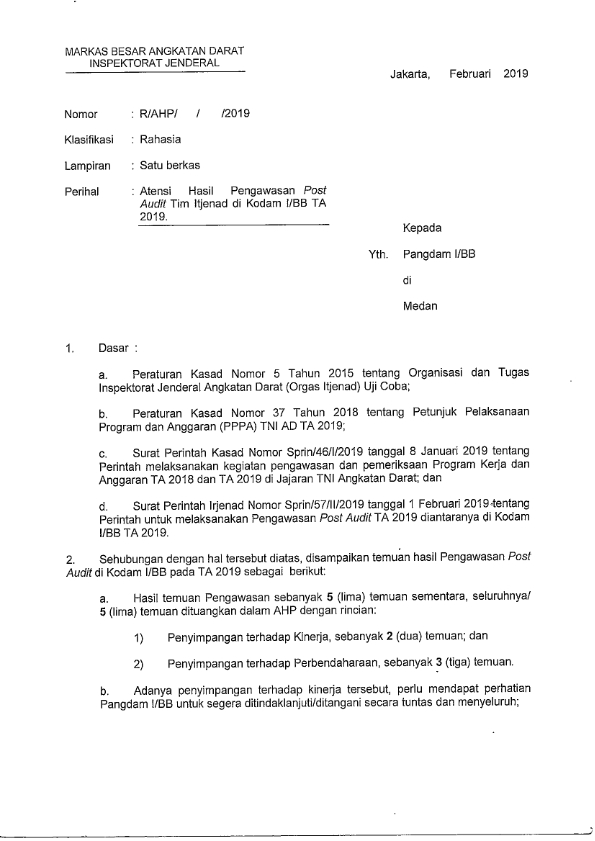 MARKAS BESAR ANGKATAN DARAT
INSPEKTORAT JENDERAL
Jakarta, Februari 2019
Nomor : R/AHP/ / /2019
Klasifikasi : Rahasia
Lampiran : Satu berkas
Perihal : Atensi Hasil Pengawasan Post
Audit Tim Itjenad di Kodam I/BB TA
2019.
Kepada
Yth. Pangdam I/BB
di
Medan
1. Dasar :
a. Peraturan Kasad Nomor 5 Tahun 2015 tentang Organisasi dan Tugas
Inspektorat Jenderal Angkatan Darat (Orgas Itjenad) Uji Coba;
b. Peraturan Kasad Nomor 37 Tahun 2018 tentang Petunjuk Pelaksanaan
Program dan Anggaran (PPPA) TNI AD TA 2019;
c. Surat Perintah Kasad Nomor Sprin/46/I/2019 tanggal 8 Januari 2019 tentang
Perintah melaksanakan kegiatan pengawasan dan pemeriksaan Program Kerja dan
Anggaran TA 2018 dan TA 2019 di Jajaran TNI Angkatan Darat; dan
d. Surat Perintah Irjenad Nomor Sprin/57/II/2019 tanggal 1 Februari 2019 tentang
Perintah untuk melaksanakan Pengawasan Post Audit TA 2019 diantaranya di Kodam
I/BB TA 2019.
2. Sehubungan dengan hal tersebut diatas, disampaikan temuan hasil Pengawasan Post
Audit di Kodam I/BB pada TA 2019 sebagai berikut:
a. Hasil temuan Pengawasan sebanyak 5 (lima) temuan sementara, seluruhnya/
5 (lima) temuan dituangkan dalam AHP dengan rincian:
1) Penyimpangan terhadap Kinerja, sebanyak 2 (dua) temuan; dan
2) Penyimpangan terhadap Perbendaharaan, sebanyak 3 (tiga) temuan.
b. Adanya penyimpangan terhadap kinerja tersebut, perlu mendapat perhatian
Pangdam I/BB untuk segera ditindaklanjuti/ditangani secara tuntas dan menyeluruh;